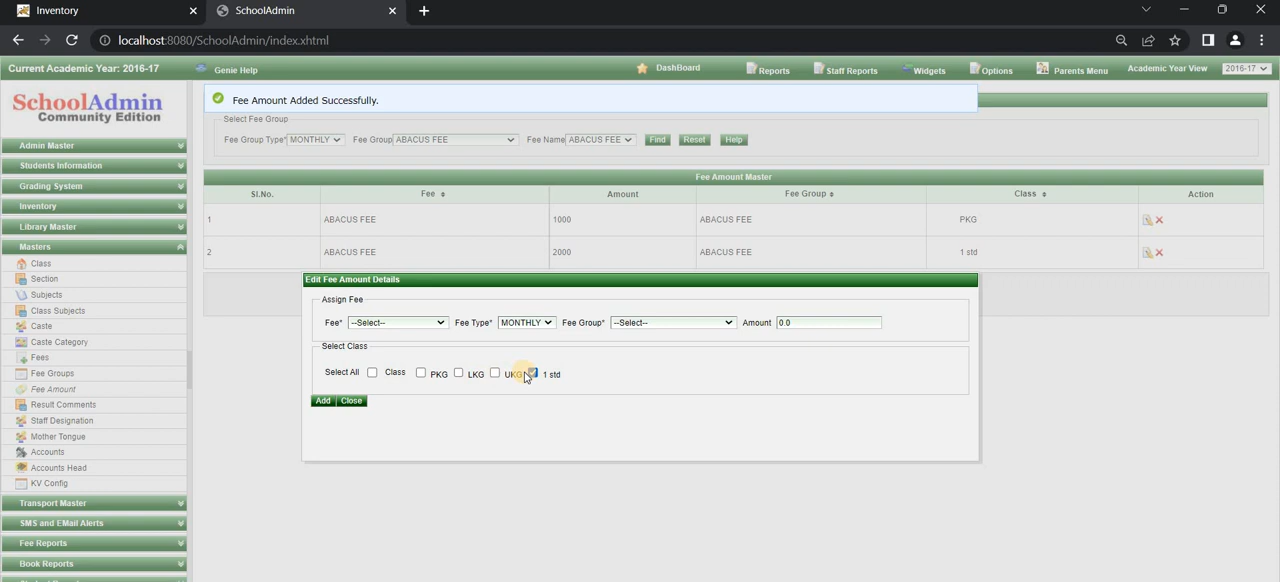 Inventory
SchoolAdmin
localhost:8080/SchoolAdmin/index.xhtml
Current Academic Year: 2016-17
Genie Help
DashBoard
Reports
Staff Reports
Widgets
Options
Parents Menu
Academic Year View
2016-17
SchoolAdmin
Community Edition
Fee Amount Added Successfully.
Select Fee Group
Fee Group Type* MONTHLY Fee Group ABACUS FEE Fee Name ABACUS FEE Find Reset Help
Fee Amount Master
Sl.No. Fee Amount Fee Group Class Action
1 ABACUS FEE 1000 ABACUS FEE PKG
2 ABACUS FEE 2000 ABACUS FEE 1 std
Admin Master
Students Information
Grading System
Inventory
Library Master
Masters
Class
Section
Subjects
Class Subjects
Caste
Caste Category
Fees
Fee Groups
Fee Amount
Result Comments
Staff Designation
Mother Tongue
Accounts
Accounts Head
KV Config
Transport Master
SMS and EMail Alerts
Fee Reports
Book Reports
Edit Fee Amount Details
Assign Fee
Fee* --Select-- Fee Type* MONTHLY Fee Group* --Select-- Amount 0.0
Select Class
Select All Class PKG LKG UKG 1 std
Add Close